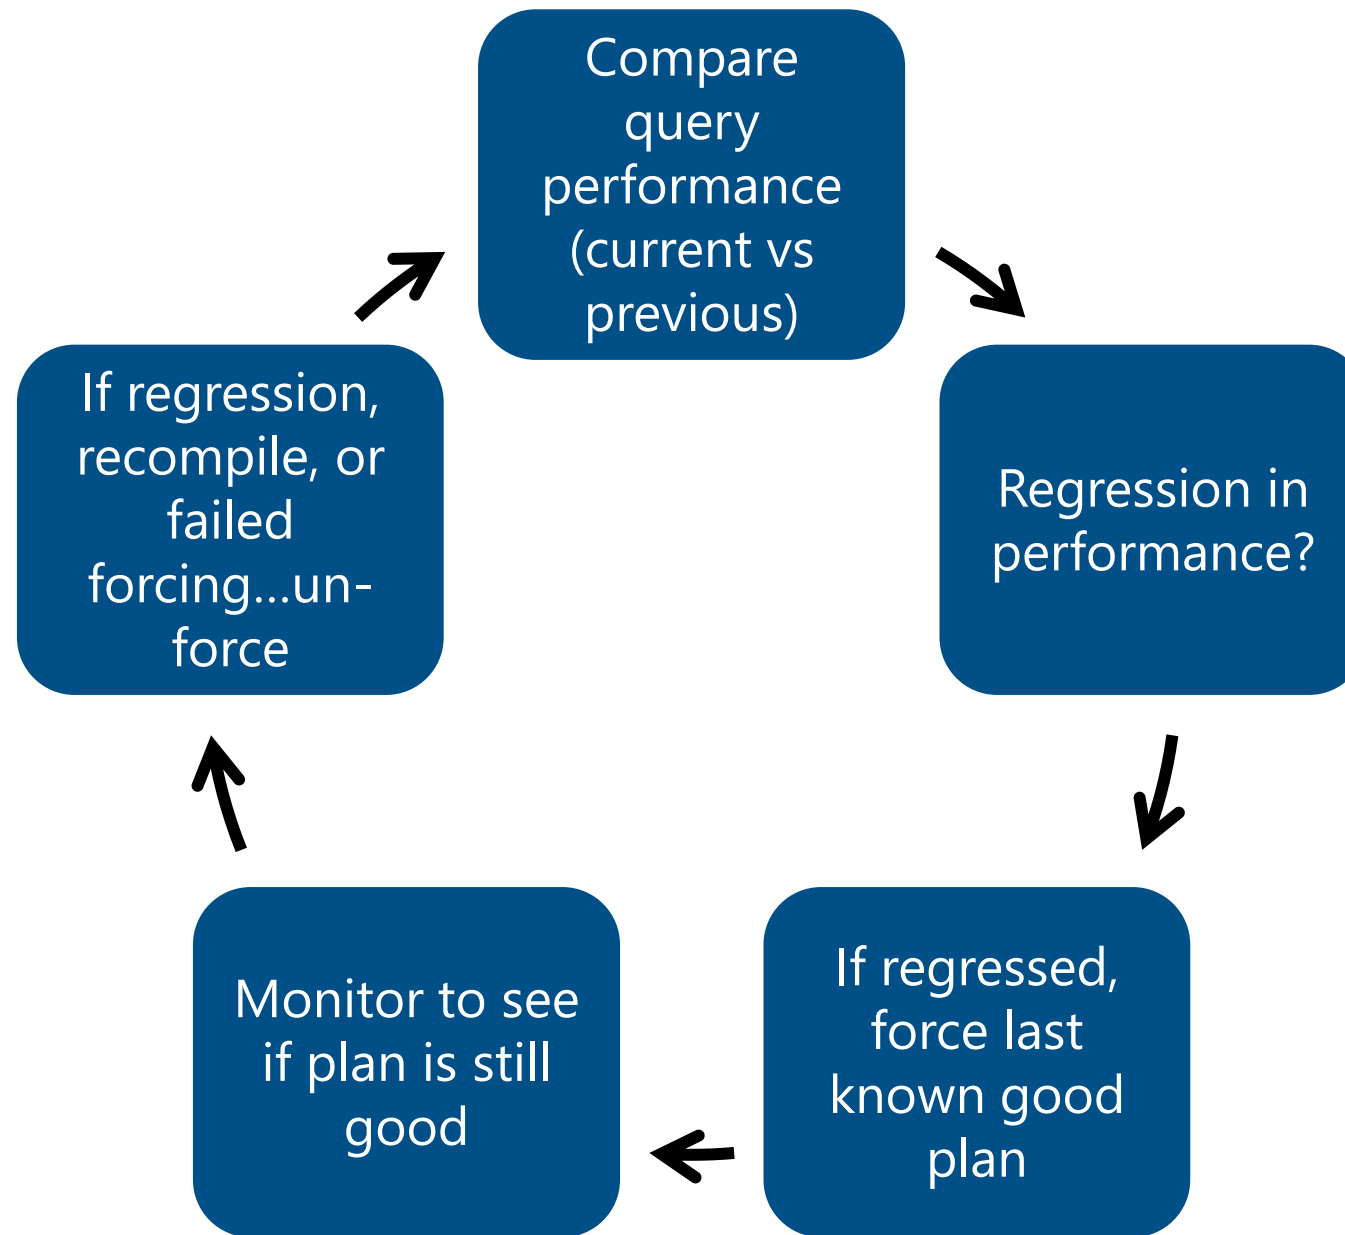 Compare
query
performance
(current vs
previous)
Regression in
performance?
If regressed,
force last
known good
plan
Monitor to see
if plan is still
good
If regression,
recompile, or
failed
forcing...un-
force